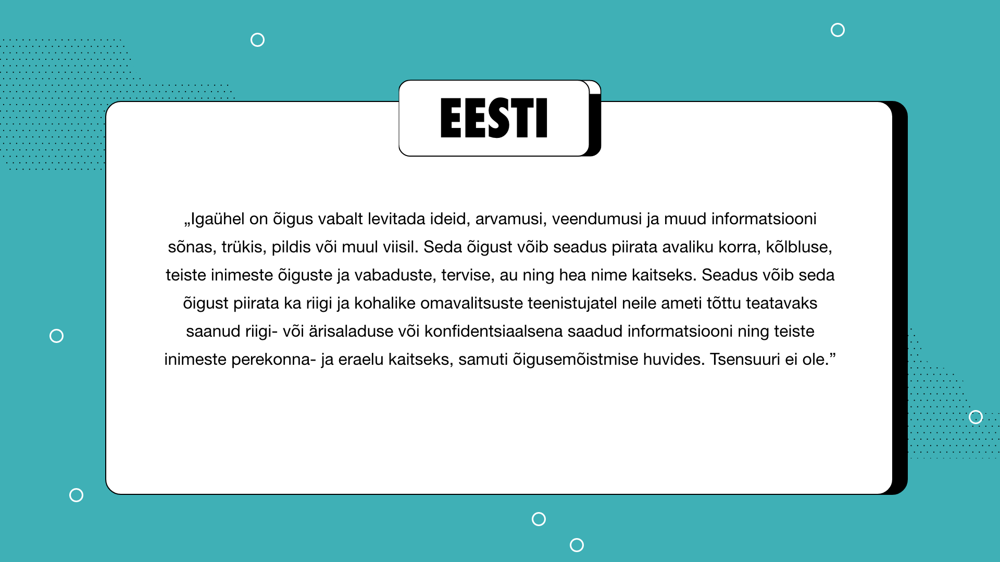 EESTI
„Igaühel on õigus vabalt levitada ideid, arvamusi, veendumusi ja muud informatsiooni
sõnas, trükis, pildis või muul viisil. Seda õigust võib seadus piirata avaliku korra, kõlbluse,
teiste inimeste õiguste ja vabaduste, tervise, au ning hea nime kaitseks. Seadus võib seda
õigust piirata ka riigi ja kohalike omavalitsuste teenistujatel neile ameti tõttu teatavaks
saanud riigi- või ärisaladuse või konfidentsiaalsena saadud informatsiooni ning teiste
inimeste perekonna- ja eraelu kaitseks, samuti õigusemõistmise huvides. Tsensuuri ei ole.”